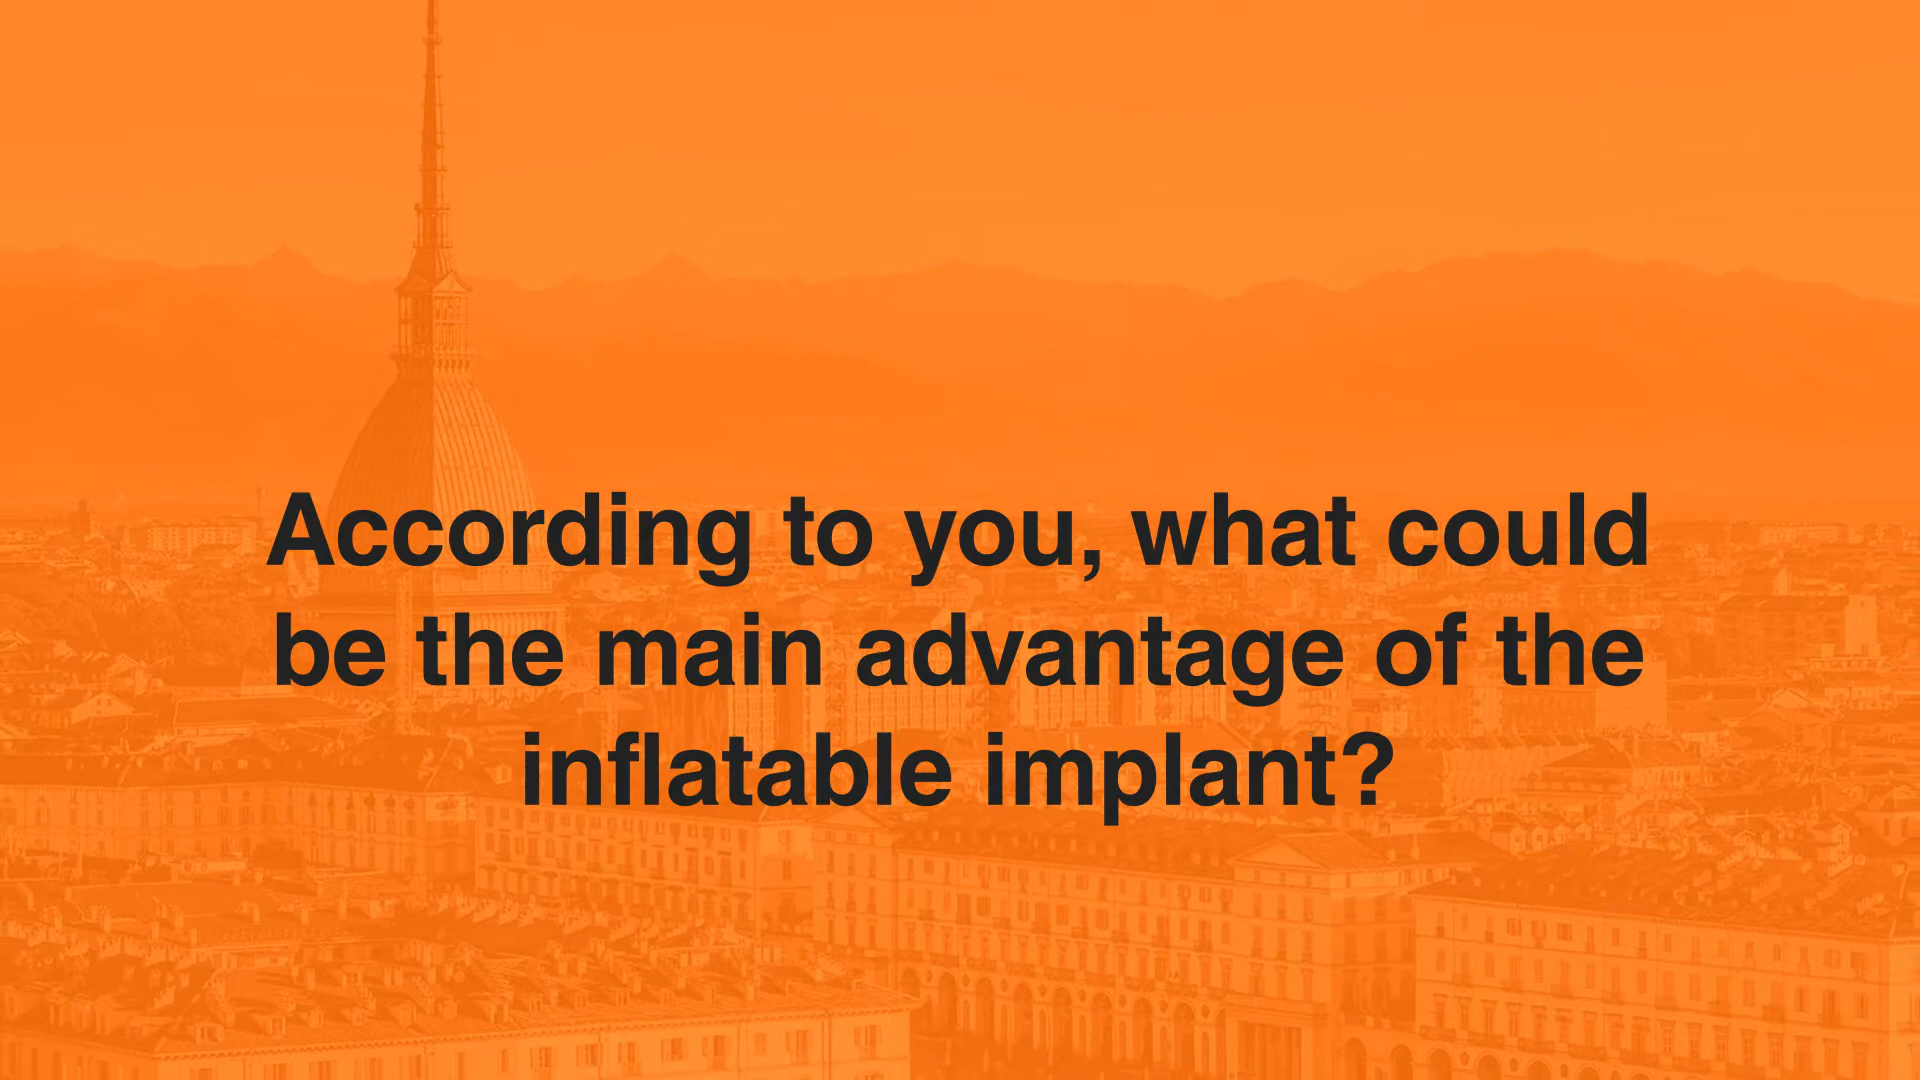 According to you, what could
be the main advantage of the
inflatable implant?